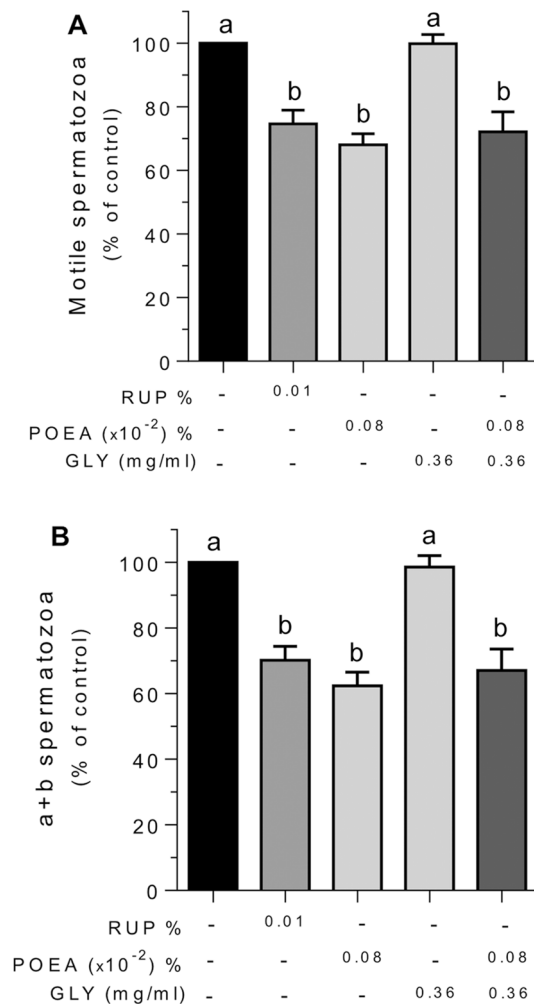 A
a
b
b
a
b
Motile spermatozoa
(% of control)
100
80
60
40
20
0
RUP % - 0.01 - - -
POEA (x10⁻²) % - - 0.08 - 0.08
GLY (mg/ml) - - - 0.36 0.36
B
a
b
b
a
b
a+b spermatozoa
(% of control)
100
80
60
40
20
0
RUP % - 0.01 - - -
POEA (x10⁻²) % - - 0.08 - 0.08
GLY (mg/ml) - - - 0.36 0.36